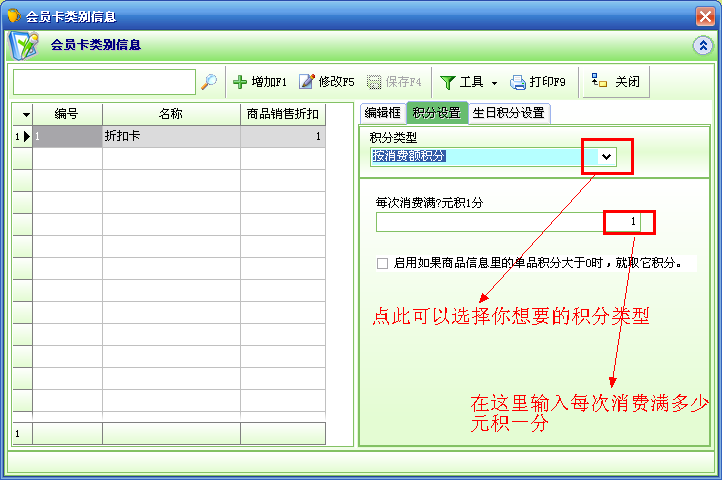 会员卡类别信息
会员卡类别信息
增加F1 修改F5 保存F4 工具 打印F9 关闭
编号 名称 商品销售折扣
1 1 折扣卡 1
1
编辑框 积分设置 生日积分设置
积分类型
按消费额积分
每次消费满?元积1分
1
启用如果商品信息里的单品积分大于0时，就取它积分。
点此可以选择你想要的积分类型
在这里输入每次消费满多少
元积一分